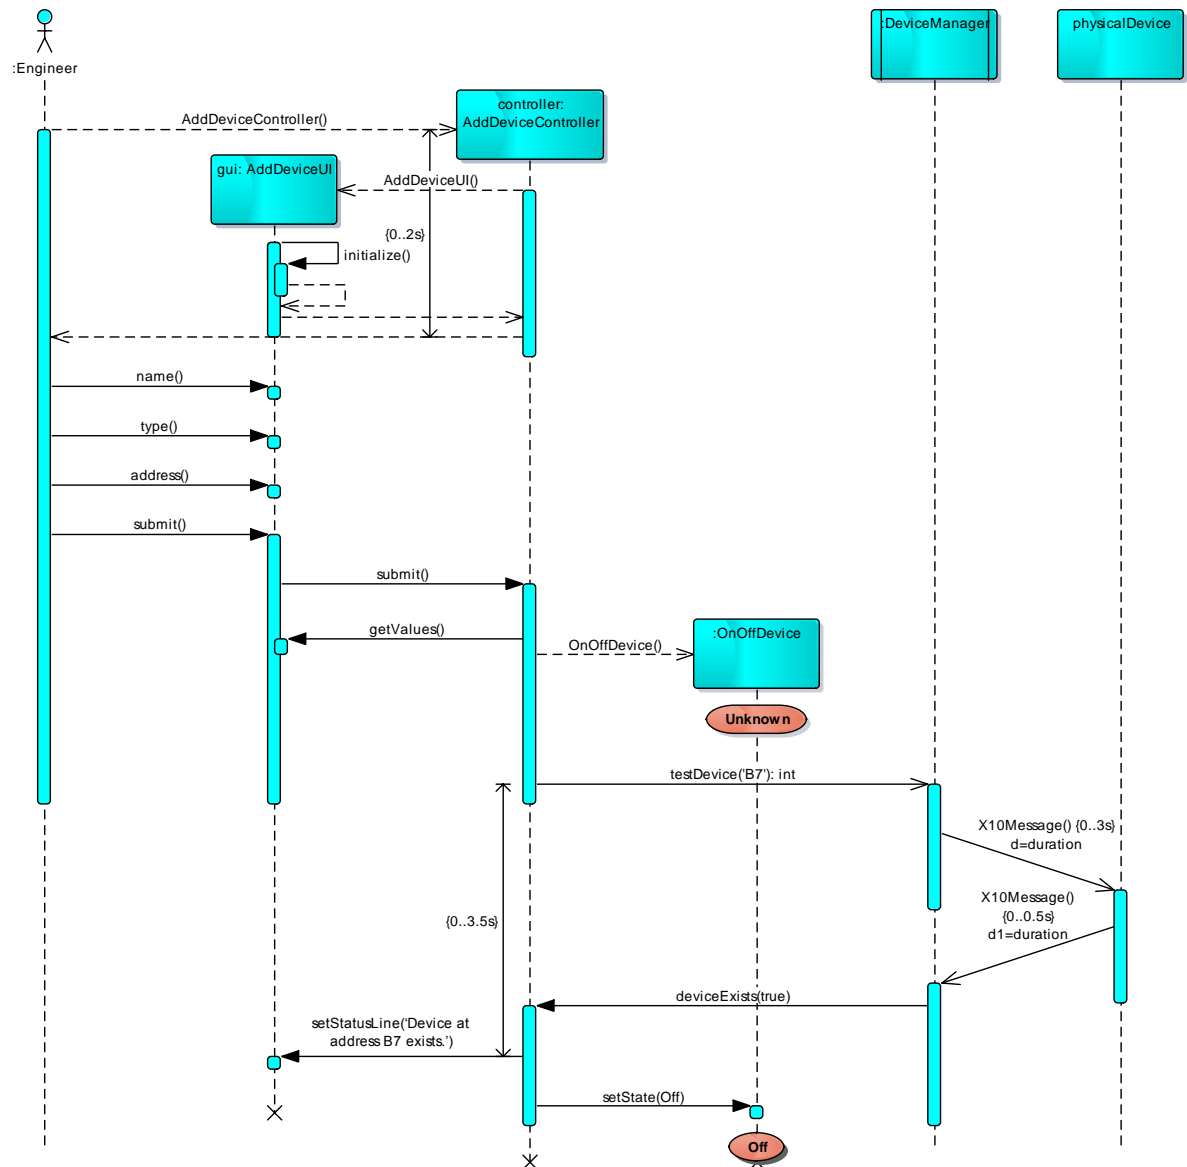 :DeviceManager
physicalDevice
:Engineer
controller:
AddDeviceController
AddDeviceController()
gui: AddDeviceUI
AddDeviceUI()
{0..2s}
initialize()
name()
type()
address()
submit()
submit()
getValues()
:OnOffDevice
OnOffDevice()
Unknown
testDevice('B7'): int
X10Message() {0..3s}
d=duration
X10Message()
{0..0.5s}
d1=duration
{0..3.5s}
deviceExists(true)
setStatusLine(‘Device at
address B7 exists.’)
setState(Off)
Off